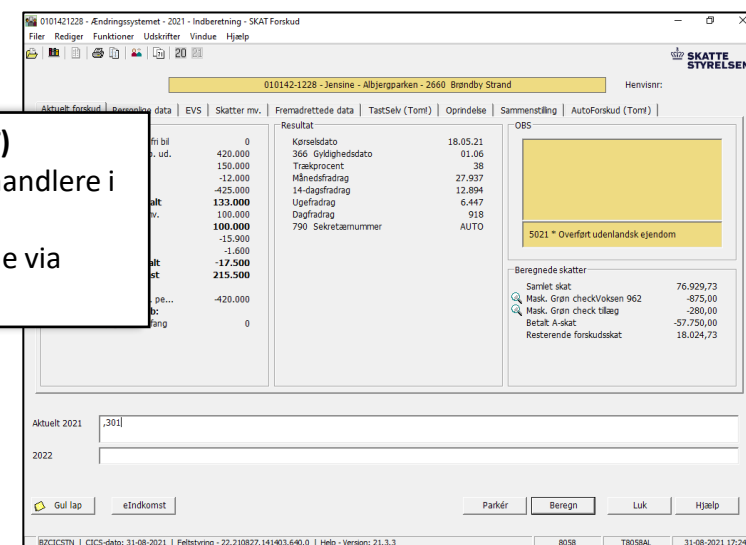 0101421228 - Ændringssystemet - 2021 - Indberetning - SKAT Forskud
Filer Rediger Funktioner Udskrifter Vindue Hjælp
20
SKATTE
STYRELSEN
010142-1228 - Jensine - Albjergparken - 2660 Brøndby Strand
Henvisnr:
Aktuelt forskud Personlige data EVS Skatter mv. Fremadrettede data TastSelv (Tom!) Oprindelse Sammenstilling AutoForskud (Tom!)
)
andlere i
e via
fri bil 0
. ud. 420.000
150.000
-12.000
-425.000
alt 133.000
nv. 100.000
100.000
-15.900
-1.600
alt -17.500
st 215.500
. pe... -420.000
b:
fang 0
Resultat
Kørselsdato 18.05.21
366 Gyldighedsdato 01.06
Trækprocent 38
Månedsfradrag 27.937
14-dagsfradrag 12.894
Ugefradrag 6.447
Dagfradrag 918
790 Sekretærnummer AUTO
OBS
5021 * Overført udenlandsk ejendom
Beregnede skatter
Samlet skat 76.929,73
Mask. Grøn checkVoksen 962 -875,00
Mask. Grøn check tillæg -280,00
Betalt A-skat -57.750,00
Resterende forskudsskat 18.024,73
Aktuelt 2021 ,301
2022
Gul lap eIndkomst Parkér Beregn Luk Hjælp
BZCICSTN | CICS-dato: 31-08-2021 | Feltstyring - 22.210827.141403.640.0 | Help - Version: 21.3.3 8058 T8058AL 31-08-2021 17:24